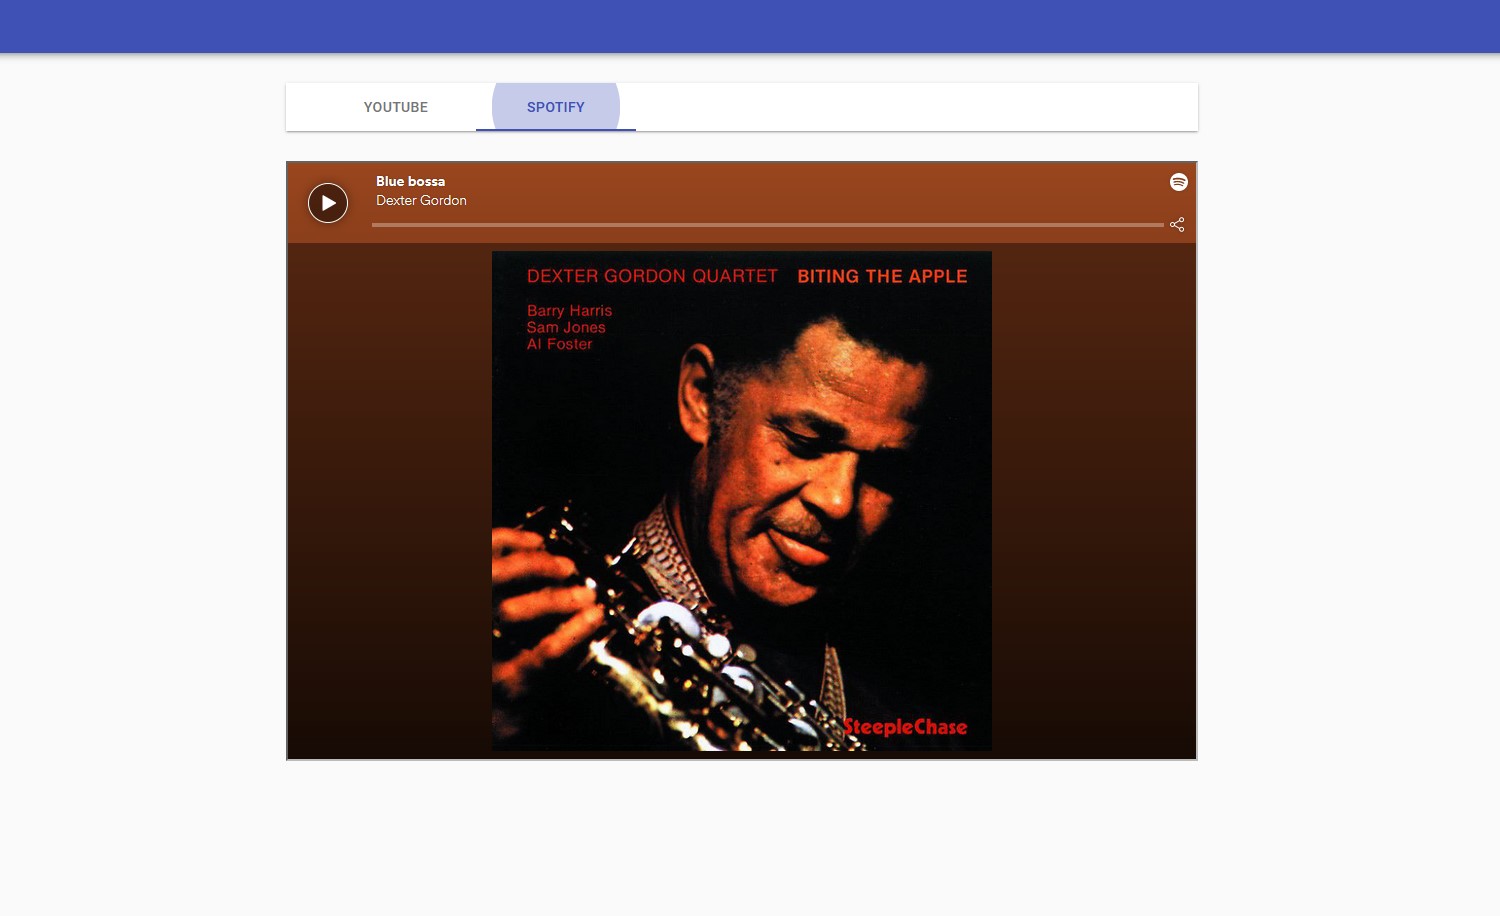 YOUTUBE
SPOTIFY
Blue bossa
Dexter Gordon
DEXTER GORDON QUARTET BITING THE APPLE
Barry Harris
Sam Jones
Al Foster
SteepleChase